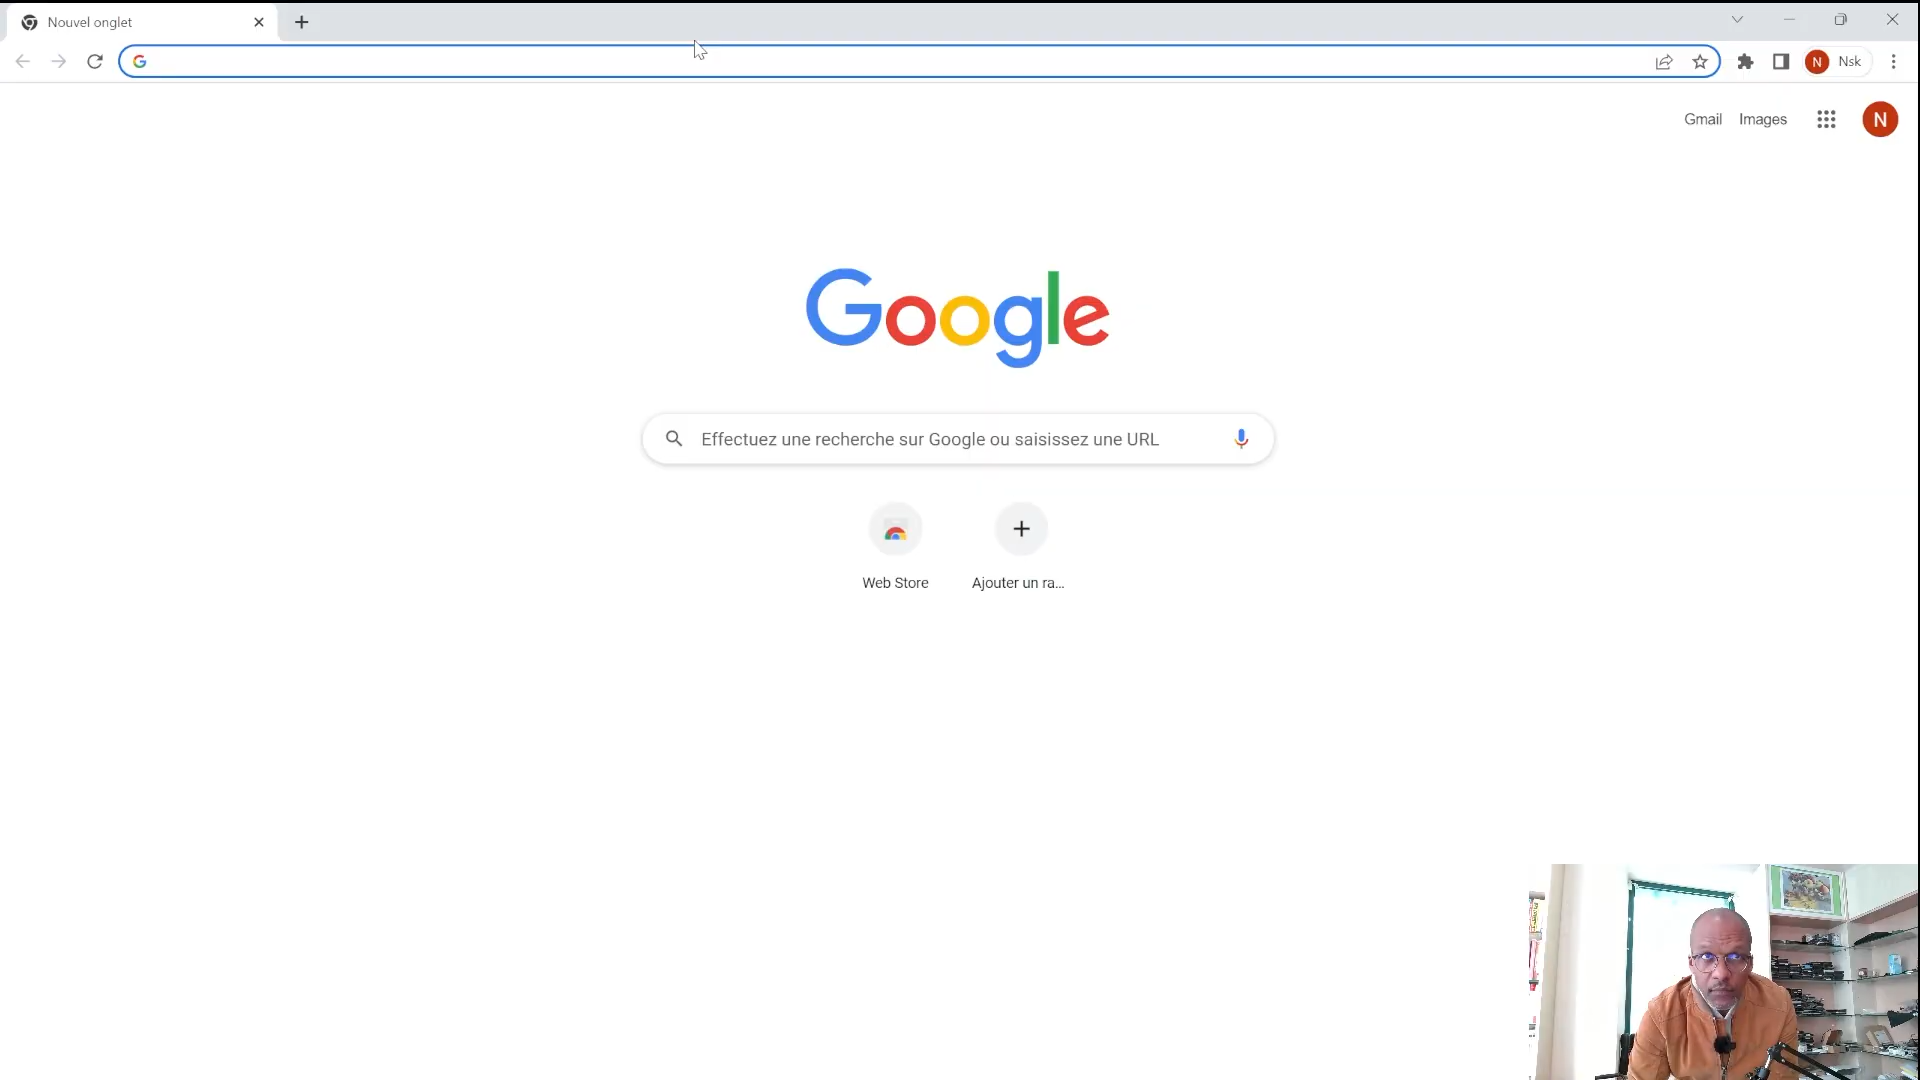 Nouvel onglet
N Nsk
Gmail Images N
Google
Effectuez une recherche sur Google ou saisissez une URL
Web Store Ajouter un ra...